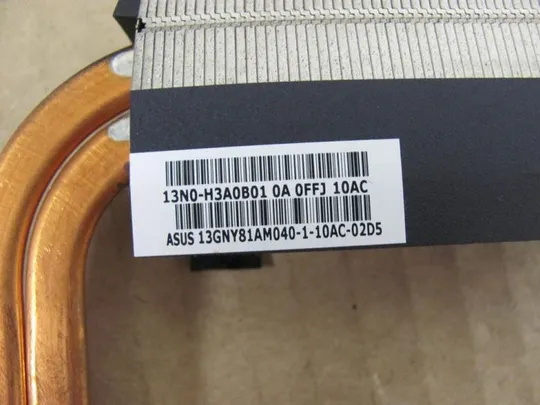 13N0-H3A0B01 0A 0FFJ 10AC
ASUS 13GNY81AM040-1-10AC-02D5